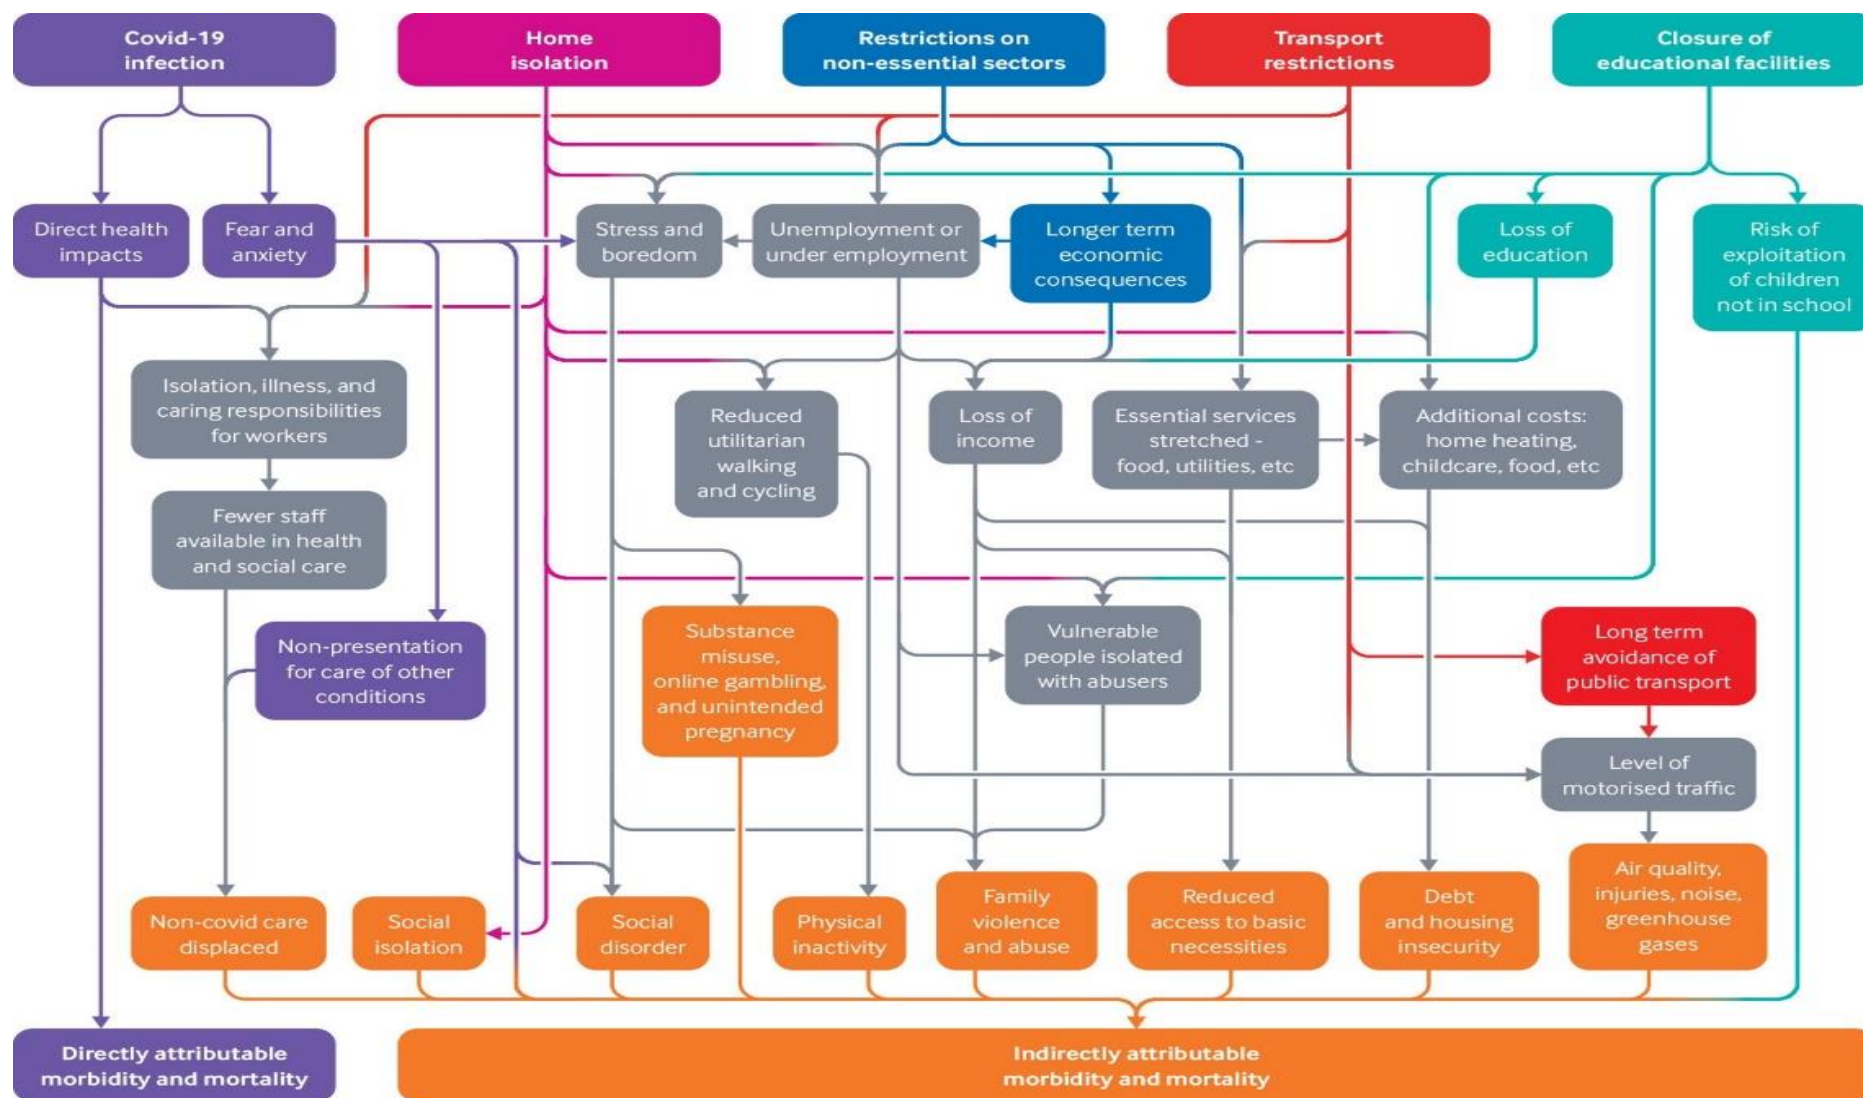 Covid-19
infection
Home
isolation
Restrictions on
non-essential sectors
Transport
restrictions
Closure of
educational facilities
Direct health
impacts
Fear and
anxiety
Stress and
boredom
Unemployment or
under employment
Longer term
economic
consequences
Loss of
education
Risk of
exploitation
of children
not in school
Isolation, illness, and
caring responsibilities
for workers
Reduced
utilitarian
walking
and cycling
Loss of
income
Essential services
stretched -
food, utilities, etc
Additional costs:
home heating,
childcare, food, etc
Fewer staff
available in health
and social care
Non-presentation
for care of other
conditions
Substance
misuse,
online gambling,
and unintended
pregnancy
Vulnerable
people isolated
with abusers
Long term
avoidance of
public transport
Level of
motorised traffic
Non-covid care
displaced
Social
isolation
Social
disorder
Physical
inactivity
Family
violence
and abuse
Reduced
access to basic
necessities
Debt
and housing
insecurity
Air quality,
injuries, noise,
greenhouse
gases
Directly attributable
morbidity and mortality
Indirectly attributable
morbidity and mortality